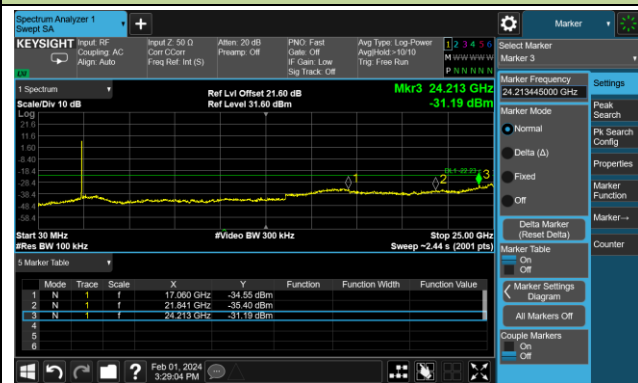 Spectrum Analyzer 1
Swept SA
+
Marker
KEYSIGHT
Input: RF
Coupling: AC
Align: Auto
Input Z: 50 Ω
Corr CCorr
Freq Ref: Int (S)
Atten: 20 dB
Preamp: Off
PNO: Fast
Gate: Off
IF Gain: Low
Sig Track: Off
Avg Type: Log-Power
Avg|Hold:>10/10
Trig: Free Run
1 2 3 4 5 6
M W W W W W
P N N N N N
Select Marker
Marker 3
1 Spectrum
Scale/Div 10 dB
Log
Ref Lvl Offset 21.60 dB
Ref Level 31.60 dBm
Mkr3 24.213 GHz
-31.19 dBm
21.6
11.6
1.60
-8.40
-18.4
-28.4
-38.4
-48.4
-58.4
1
2
3
Start 30 MHz
#Res BW 100 kHz
#Video BW 300 kHz
Stop 25.00 GHz
Sweep ~2.44 s (2001 pts)
5 Marker Table
Mode Trace Scale X Y Function Function Width Function Value
1 N 1 f 17.060 GHz -34.55 dBm
2 N 1 f 21.841 GHz -35.40 dBm
3 N 1 f 24.213 GHz -31.19 dBm
4
5
6
Marker Frequency
24.213445000 GHz
Marker Mode
Normal
Delta (Δ)
Fixed
Off
Delta Marker
(Reset Delta)
Marker Table
On
Off
Marker Settings
Diagram
All Markers Off
Couple Markers
On
Off
Settings
Peak
Search
Pk Search
Config
Properties
Marker
Function
Marker→
Counter
?
Feb 01, 2024
3:29:04 PM